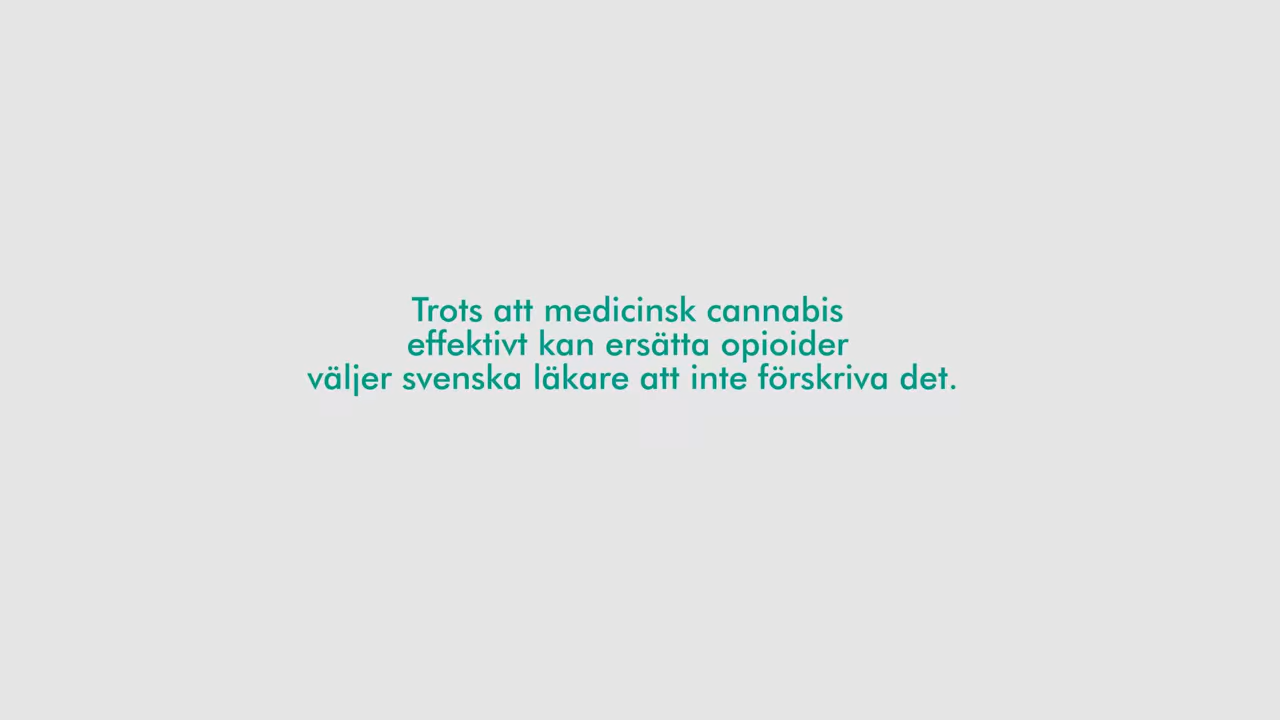 Trots att medicinsk cannabis
effektivt kan ersätta opioider
väljer svenska läkare att inte förskriva det.